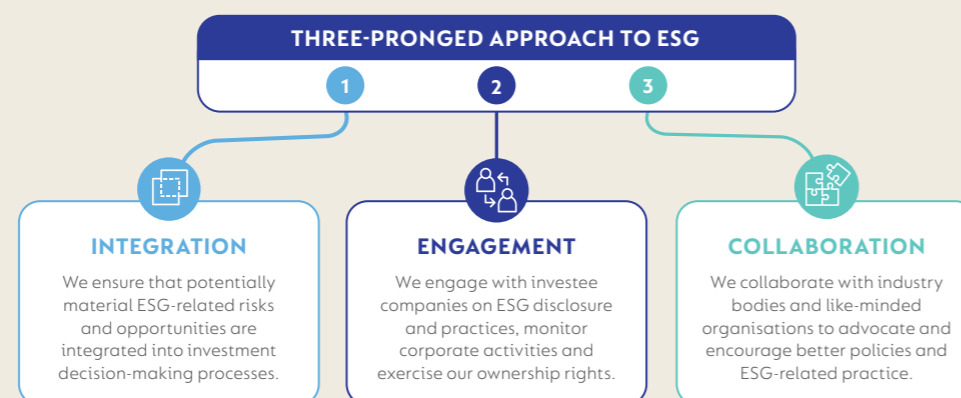 THREE-PRONGED APPROACH TO ESG
1
2
3
INTEGRATION
We ensure that potentially
material ESG-related risks
and opportunities are
integrated into investment
decision-making processes.
ENGAGEMENT
We engage with investee
companies on ESG disclosure
and practices, monitor
corporate activities and
exercise our ownership rights.
COLLABORATION
We collaborate with industry
bodies and like-minded
organisations to advocate and
encourage better policies and
ESG-related practice.